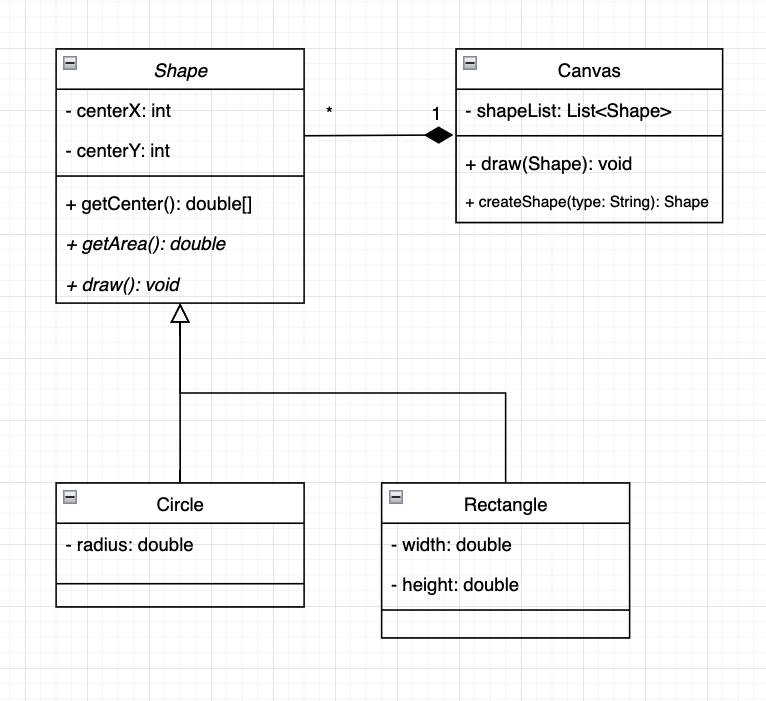 Shape
- centerX: int
- centerY: int
+ getCenter(): double[]
+ getArea(): double
+ draw(): void
*
1
Canvas
- shapeList: List<Shape>
+ draw(Shape): void
+ createShape(type: String): Shape
Circle
- radius: double
Rectangle
- width: double
- height: double